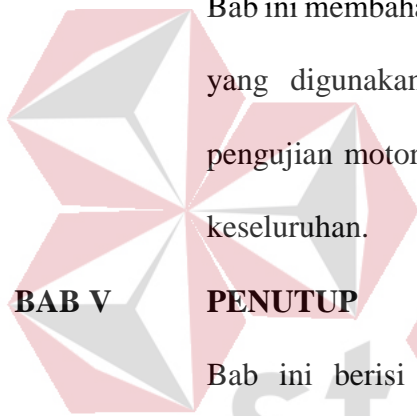 Bab ini membaha
yang digunakan
pengujian motor
keseluruhan.
BAB V PENUTUP
Bab ini berisi